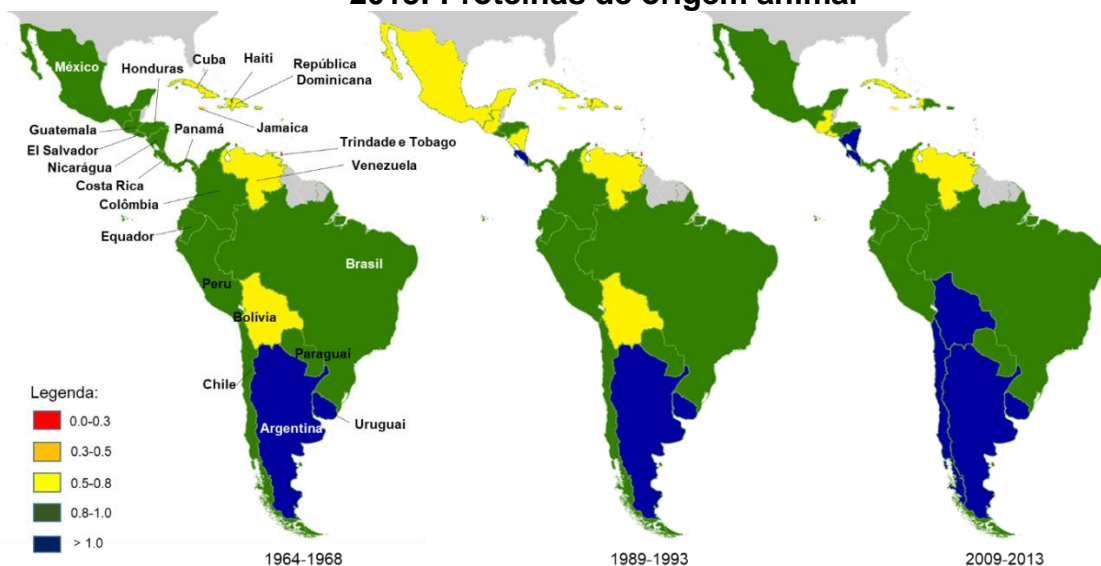 2013: Proteínas de origem animal
México
Honduras
Cuba
Haiti
República
Dominicana
Guatemala
Panamá
Jamaica
El Salvador
Nicarágua
Trindade e Tobago
Costa Rica
Venezuela
Colômbia
Equador
Brasil
Peru
Bolívia
Paraguai
Chile
Uruguai
Argentina
Legenda:
0.0-0.3
0.3-0.5
0.5-0.8
0.8-1.0
> 1.0
1964-1968
1989-1993
2009-2013